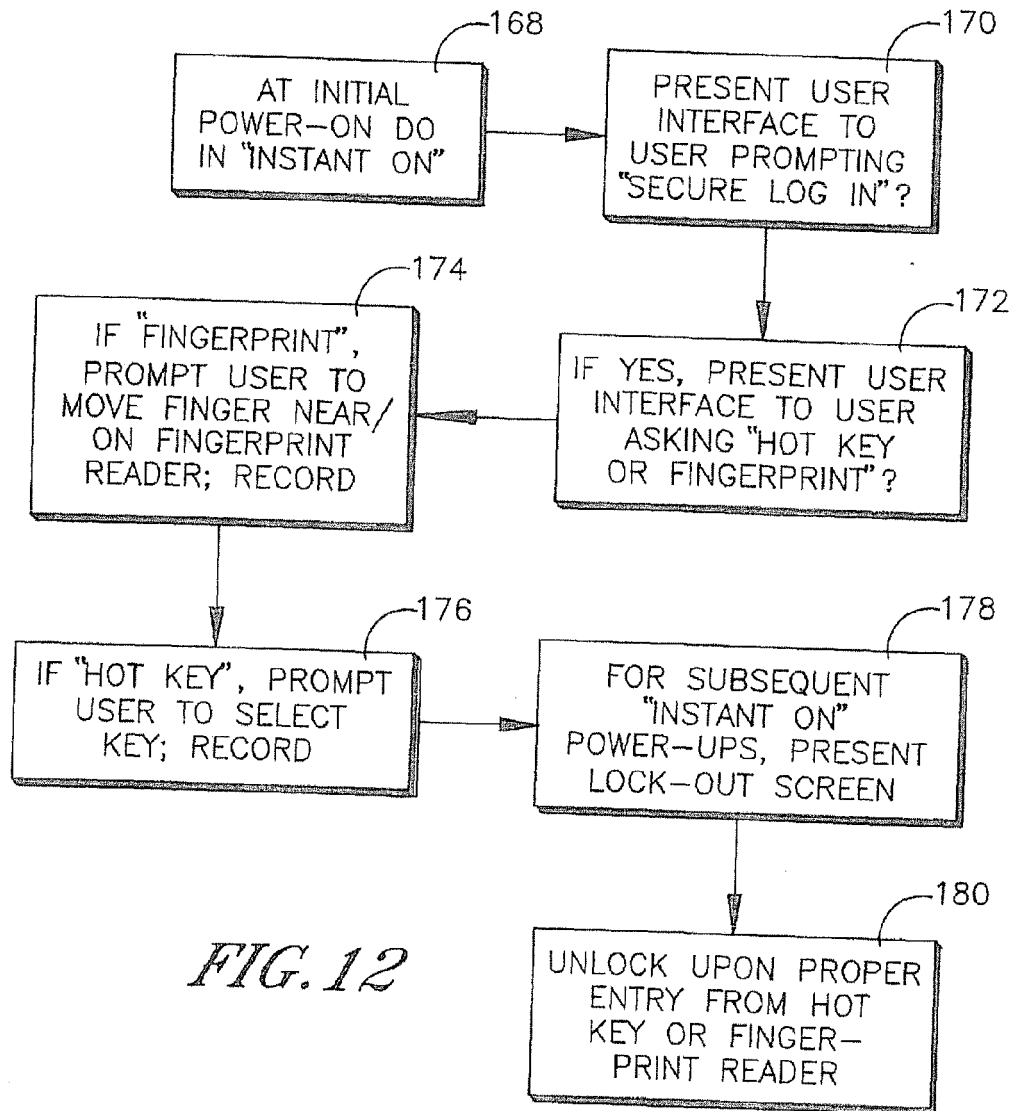 168
AT INITIAL
POWER-ON DO
IN "INSTANT ON"
170
PRESENT USER
INTERFACE TO
USER PROMPTING
"SECURE LOG IN"?
172
IF YES, PRESENT USER
INTERFACE TO USER
ASKING "HOT KEY
OR FINGERPRINT"?
174
IF "FINGERPRINT",
PROMPT USER TO
MOVE FINGER NEAR/
ON FINGERPRINT
READER; RECORD
176
IF "HOT KEY", PROMPT
USER TO SELECT
KEY; RECORD
178
FOR SUBSEQUENT
"INSTANT ON"
POWER-UPS, PRESENT
LOCK-OUT SCREEN
180
UNLOCK UPON PROPER
ENTRY FROM HOT
KEY OR FINGER-
PRINT READER
FIG. 12